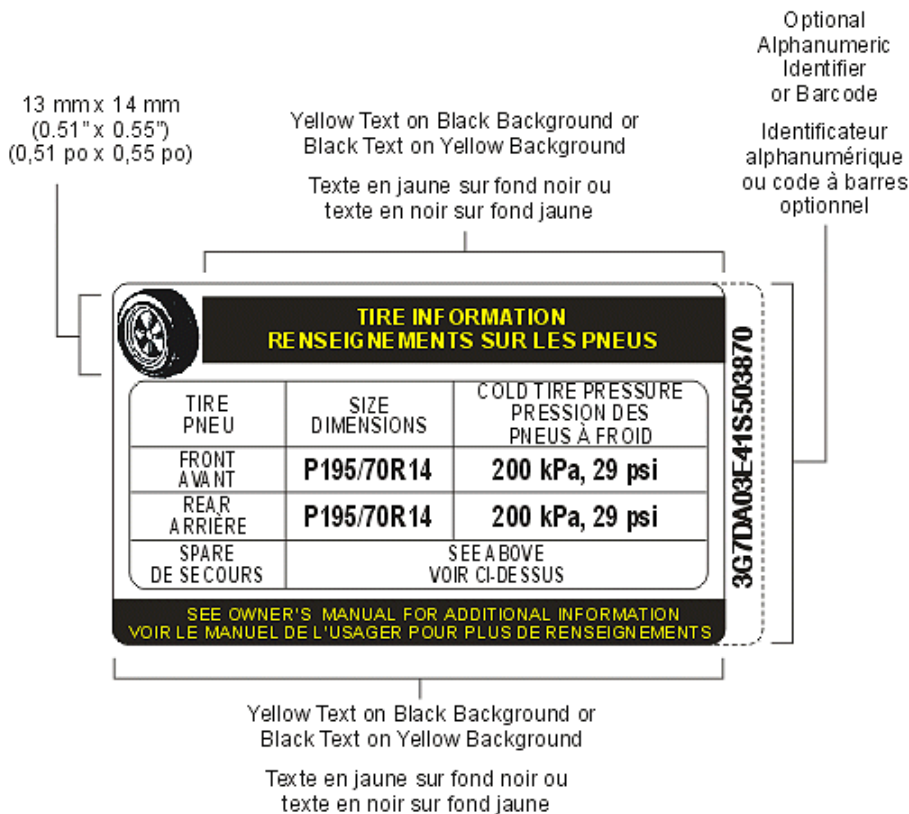 Optional
Alphanumeric
Identifier
or Barcode
Identificateur
alphanumérique
ou code à barres
optionnel
13 mm x 14 mm
(0.51" x 0.55")
(0,51 po x 0,55 po)
Yellow Text on Black Background or
Black Text on Yellow Background
Texte en jaune sur fond noir ou
texte en noir sur fond jaune
TIRE INFORMATION
RENSEIGNEMENTS SUR LES PNEUS
TIRE
PNEU
SIZE
DIMENSIONS
COLD TIRE PRESSURE
PRESSION DES
PNEUS À FROID
FRONT
AVANT
P195/70R14
200 kPa, 29 psi
REAR
ARRIÈRE
P195/70R14
200 kPa, 29 psi
SPARE
DE SECOURS
SEE ABOVE
VOIR CI-DESSUS
3G7DA03E41S503870
SEE OWNER'S MANUAL FOR ADDITIONAL INFORMATION
VOIR LE MANUEL DE L'USAGER POUR PLUS DE RENSEIGNEMENTS
Yellow Text on Black Background or
Black Text on Yellow Background
Texte en jaune sur fond noir ou
texte en noir sur fond jaune